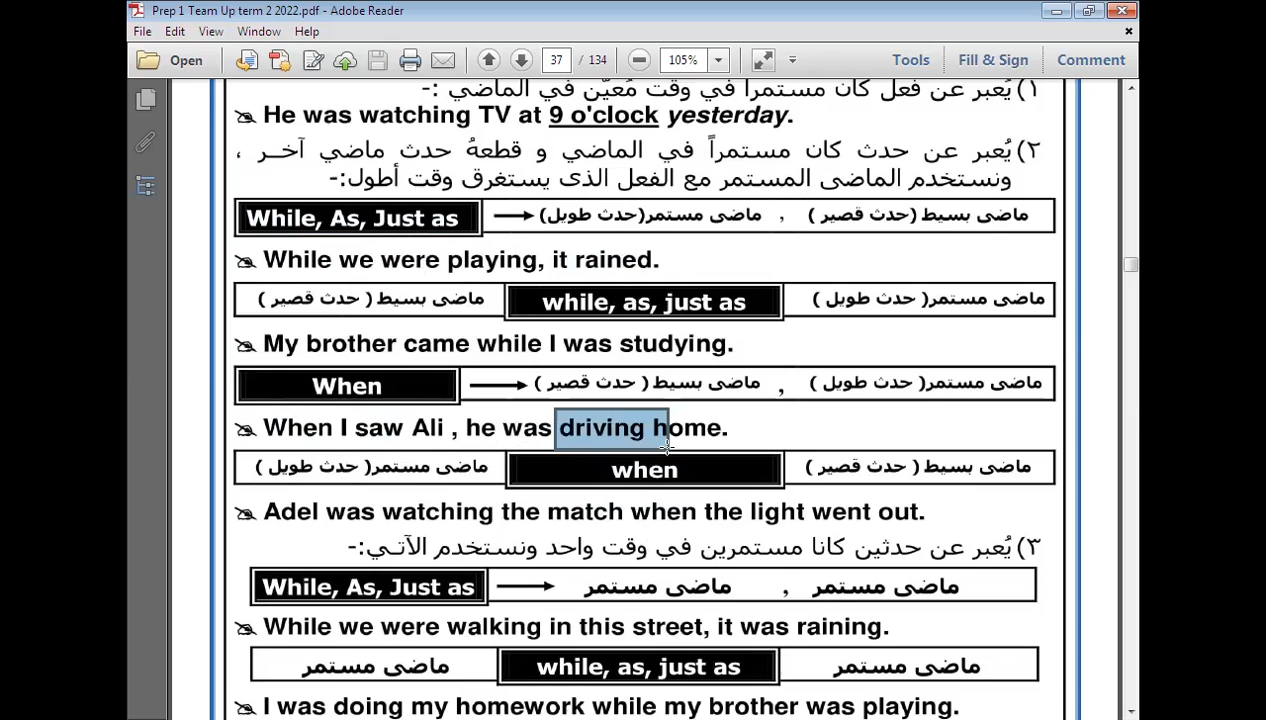 Prep 1 Team Up term 2 2022.pdf - Adobe Reader
File Edit View Window Help
Open 37 / 134 105% Tools Fill & Sign Comment
١) يُعبر عن فعل كان مستمراً في وقت مُعيّن في الماضي :-
He was watching TV at 9 o'clock yesterday.
٢) يُعبر عن حدث كان مستمراً في الماضي و قطعهُ حدث ماضي آخـر ،
ونستخدم الماضى المستمر مع الفعل الذى يستغرق وقت أطول:-
While, As, Just as ماضى مستمر(حدث طويل) , ماضى بسيط (حدث قصير )
While we were playing, it rained.
ماضى بسيط ( حدث قصير ) while, as, just as ماضى مستمر( حدث طويل )
My brother came while I was studying.
When ماضى بسيط ( حدث قصير ) , ماضى مستمر( حدث طويل )
When I saw Ali , he was driving home.
ماضى مستمر( حدث طويل ) when ماضى بسيط ( حدث قصير )
Adel was watching the match when the light went out.
٣) يُعبر عن حدثين كانا مستمرين في وقت واحد ونستخدم الآتـي:-
While, As, Just as ماضى مستمر , ماضى مستمر
While we were walking in this street, it was raining.
ماضى مستمر while, as, just as ماضى مستمر
I was doing my homework while my brother was playing.